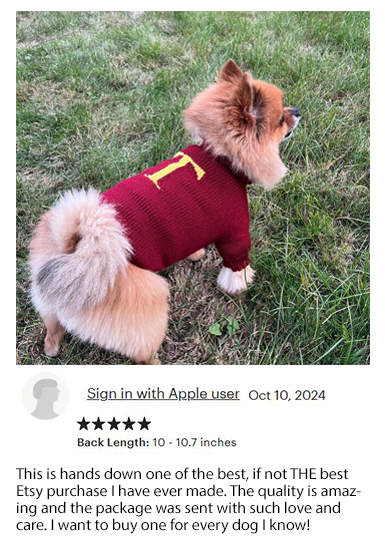 I
Sign in with Apple user Oct 10, 2024
★★★★★
Back Length: 10 - 10.7 inches
This is hands down one of the best, if not THE best
Etsy purchase I have ever made. The quality is amaz-
ing and the package was sent with such love and
care. I want to buy one for every dog I know!